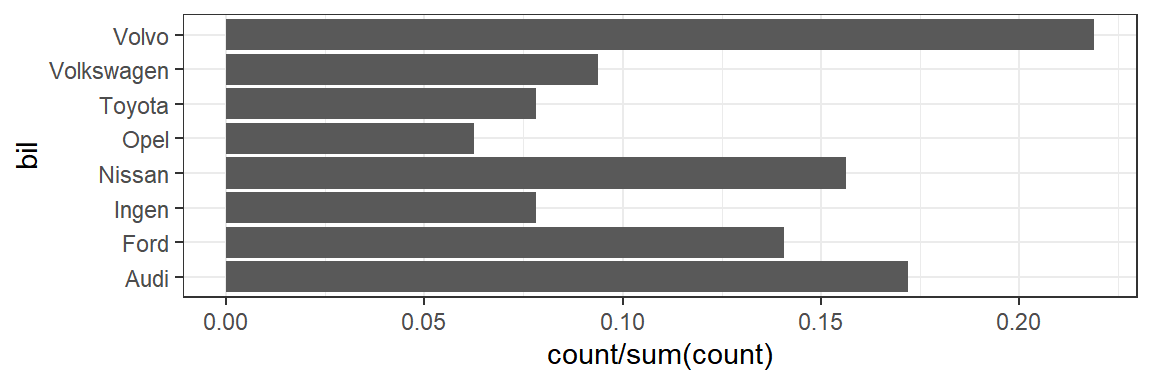 bil
Volvo
Volkswagen
Toyota
Opel
Nissan
Ingen
Ford
Audi
0.00 0.05 0.10 0.15 0.20
count/sum(count)